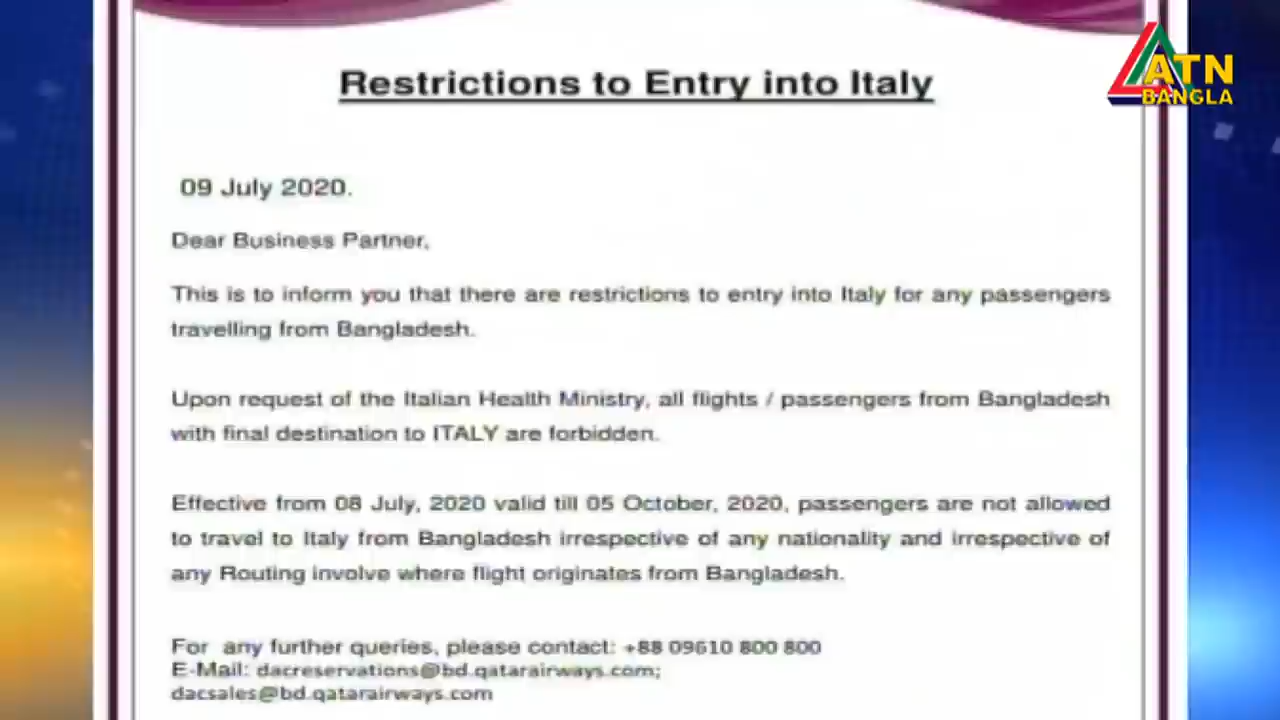 ATN
BANGLA
Restrictions to Entry into Italy
09 July 2020.
Dear Business Partner,
This is to inform you that there are restrictions to entry into Italy for any passengers
travelling from Bangladesh.
Upon request of the Italian Health Ministry, all flights / passengers from Bangladesh
with final destination to ITALY are forbidden.
Effective from 08 July, 2020 valid till 05 October, 2020, passengers are not allowed
to travel to Italy from Bangladesh irrespective of any nationality and irrespective of
any Routing involve where flight originates from Bangladesh.
For any further queries, please contact: +88 09610 800 800
E-Mail: dacreservations@bd.qatarairways.com;
dacsales@bd.qatarairways.com